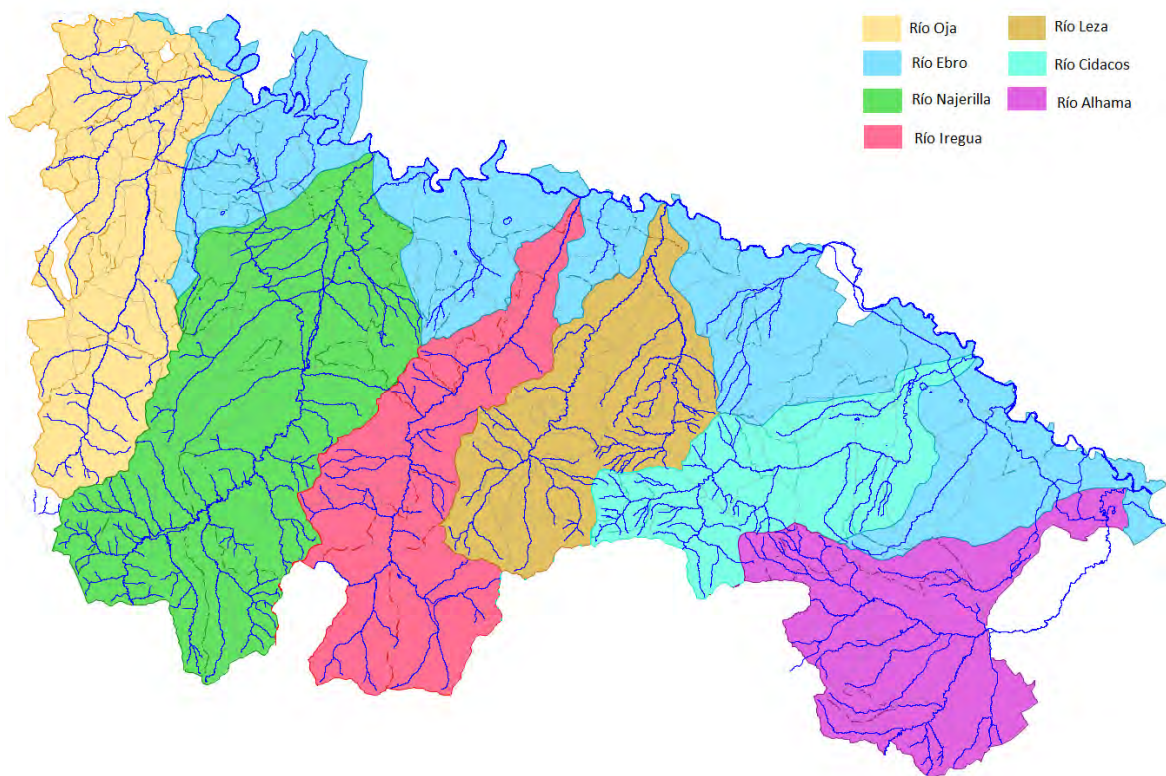 Río Oja
Río Ebro
Río Najerilla
Río Iregua
Río Leza
Río Cidacos
Río Alhama